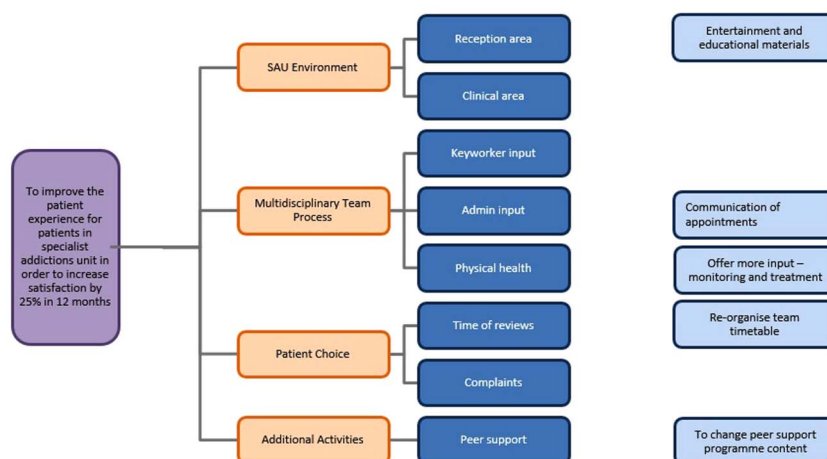 To improve the
patient
experience for
patients in
specialist
addictions unit in
order to increase
satisfaction by
25% in 12 months
SAU Environment
Multidisciplinary Team
Process
Patient Choice
Additional Activities
Reception area
Clinical area
Keyworker input
Admin input
Physical health
Time of reviews
Complaints
Peer support
Entertainment and
educational materials
Communication of
appointments
Offer more input –
monitoring and treatment
Re-organise team
timetable
To change peer support
programme content